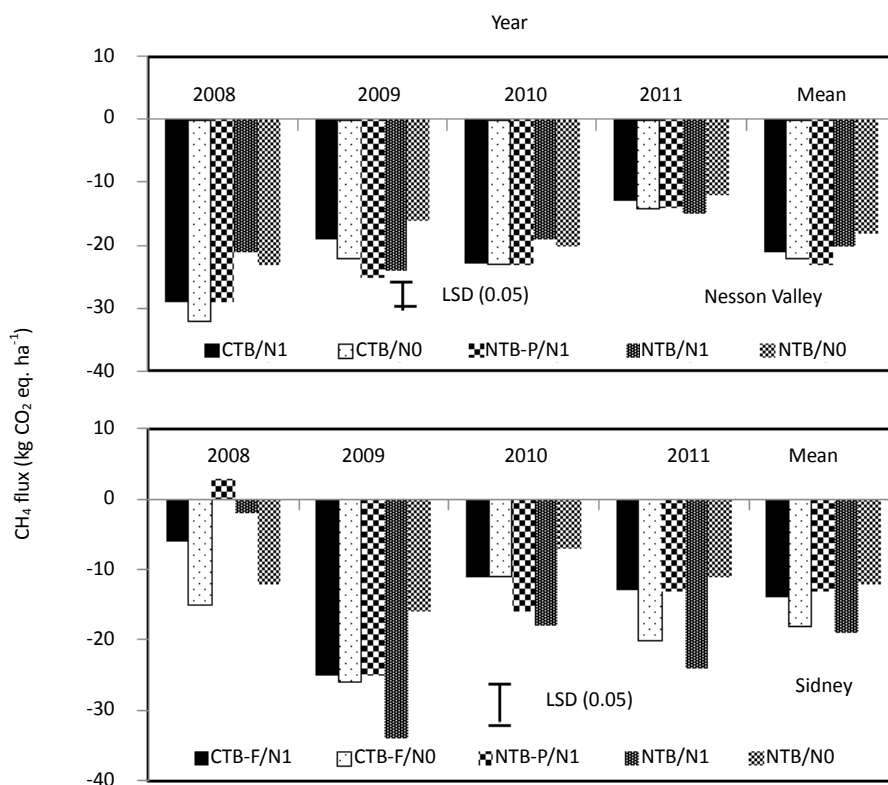 Year
10
2008 2009 2010 2011 Mean
0
-10
-20
-30
LSD (0.05) Nesson Valley
CTB/N1 CTB/N0 NTB-P/N1 NTB/N1 NTB/N0
-40
CH₄ flux (kg CO₂ eq. ha⁻¹)
10
2008 2009 2010 2011 Mean
0
-10
-20
-30
LSD (0.05) Sidney
CTB-F/N1 CTB-F/N0 NTB-P/N1 NTB/N1 NTB/N0
-40